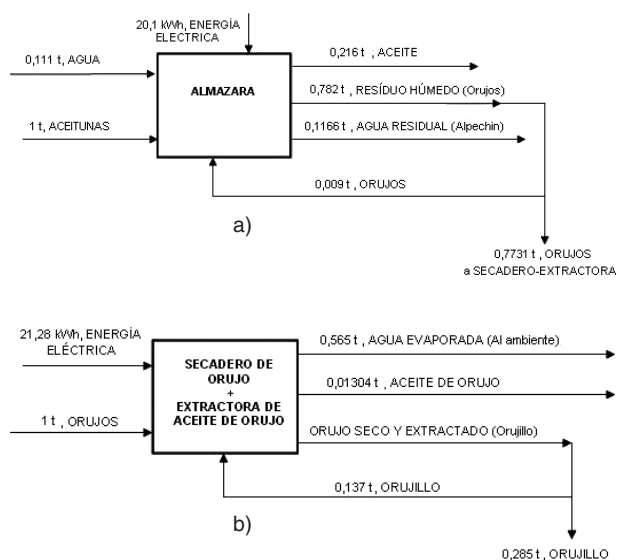 20,1 kWh, ENERGÍA
ELECTRICA
0,111 t, AGUA
1 t, ACEITUNAS
ALMAZARA
0,216 t , ACEITE
0,782 t , RESÍDUO HÚMEDO (Orujos)
0,1166 t , AGUA RESIDUAL (Alpechin)
0,009 t , ORUJOS
a)
0,7731 t , ORUJOS
a SECADERO-EXTRACTORA
21,28 kWh, ENERGÍA
ELÉCTRICA
1 t , ORUJOS
SECADERO DE
ORUJO
+
EXTRACTORA DE
ACEITE DE ORUJO
0,565 t , AGUA EVAPORADA (Al ambiente)
0,01304 t , ACEITE DE ORUJO
ORUJO SECO Y EXTRACTADO (Orujillo)
0,137 t , ORUJILLO
b)
0,285 t , ORUJILLO